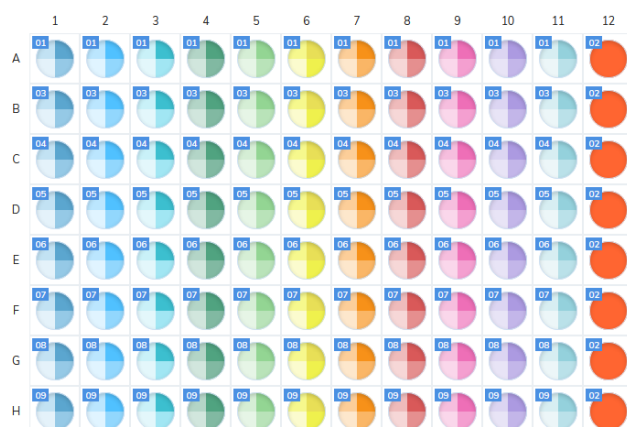 1 2 3 4 5 6 7 8 9 10 11 12
A 01 01 01 01 01 01 01 01 01 01 01 02
B 03 03 03 03 03 03 03 03 03 03 03 02
C 04 04 04 04 04 04 04 04 04 04 04 02
D 05 05 05 05 05 05 05 05 05 05 05 02
E 06 06 06 06 06 06 06 06 06 06 06 02
F 07 07 07 07 07 07 07 07 07 07 07 02
G 08 08 08 08 08 08 08 08 08 08 08 02
H 09 09 09 09 09 09 09 09 09 09 09 02